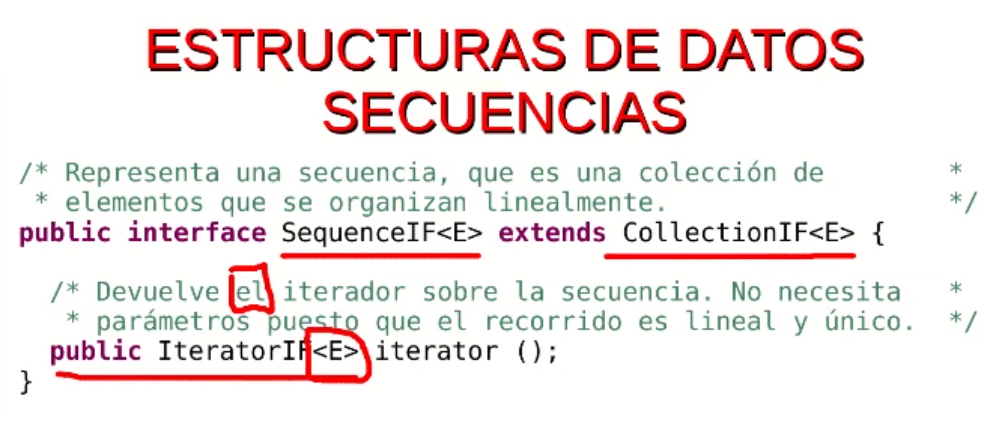 ESTRUCTURAS DE DATOS
SECUENCIAS
/* Representa una secuencia, que es una colección de *
* elementos que se organizan linealmente. */
public interface SequenceIF<E> extends CollectionIF<E> {
/* Devuelve el iterador sobre la secuencia. No necesita *
* parámetros puesto que el recorrido es lineal y único. */
public IteratorIF<E> iterator ();
}